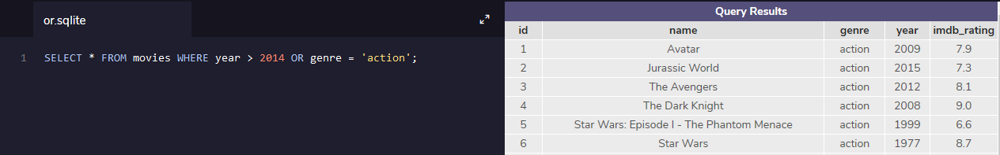 or.sqlite
1 SELECT * FROM movies WHERE year > 2014 OR genre = 'action';
Query Results
id name genre year imdb_rating
1 Avatar action 2009 7.9
2 Jurassic World action 2015 7.3
3 The Avengers action 2012 8.1
4 The Dark Knight action 2008 9.0
5 Star Wars: Episode I - The Phantom Menace action 1999 6.6
6 Star Wars action 1977 8.7